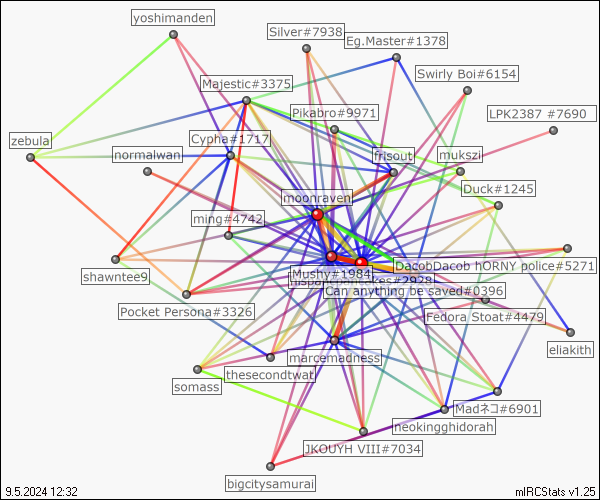 yoshimanden
Silver#7938
Eg.Master#1378
Swirly Boi#6154
Majestic#3375
Pikabro#9971
LPK2387 #7690
zebula
normalwan
Cypha#1717
frisout
mukszi
Duck#1245
moonraven
ming#4742
DacobDacob hORNY police#5271
Mushy#1984
Can anything be saved#0396
shawntee9
Pocket Persona#3326
Fedora Stoat#4479
eliakith
marcemadness
thesecondtwat
somass
Madネコ#6901
neokingghidorah
JKOUYH VIII#7034
bigcitysamurai
9.5.2024 12:32
mIRCStats v1.25